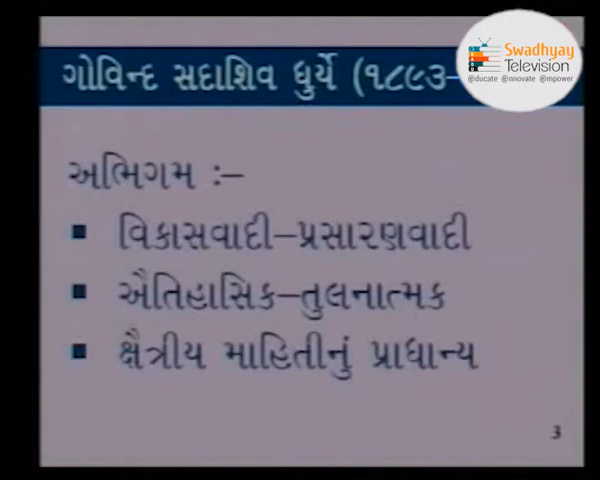 ગોવિન્દ સદાશિવ ધુર્યે (૧૮૯૩–
Swadhyay
Television
@ducate @nnovate @mpower
અભિગમ :–
વિકાસવાદી–પ્રસારણવાદી
ઐતિહાસિક–તુલનાત્મક
ક્ષૈત્રીય માહિતીનું પ્રાધાન્ય
3